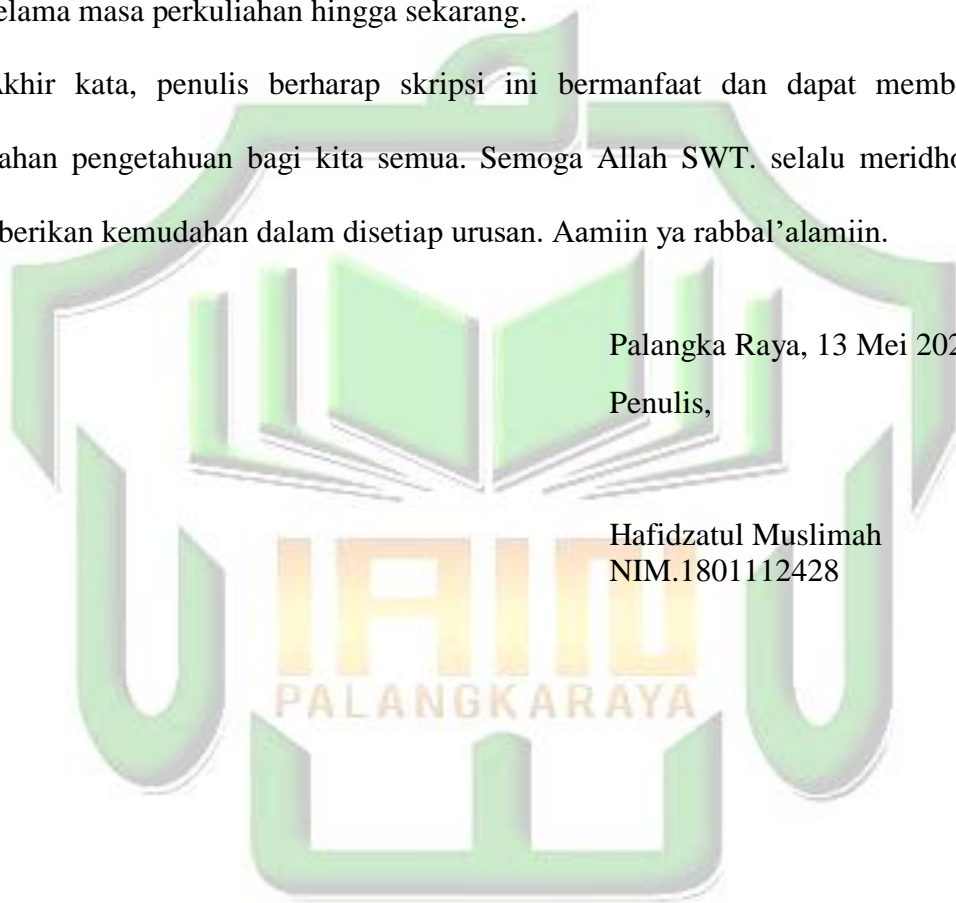 elama masa perkuliahan hingga sekarang.
Akhir kata, penulis berharap skripsi ini bermanfaat dan dapat memb
ahan pengetahuan bagi kita semua. Semoga Allah SWT. selalu meridho
berikan kemudahan dalam disetiap urusan. Aamiin ya rabbal’alamiin.
Palangka Raya, 13 Mei 202
Penulis,
Hafidzatul Muslimah
NIM.1801112428
IAIN
PALANGKARAYA